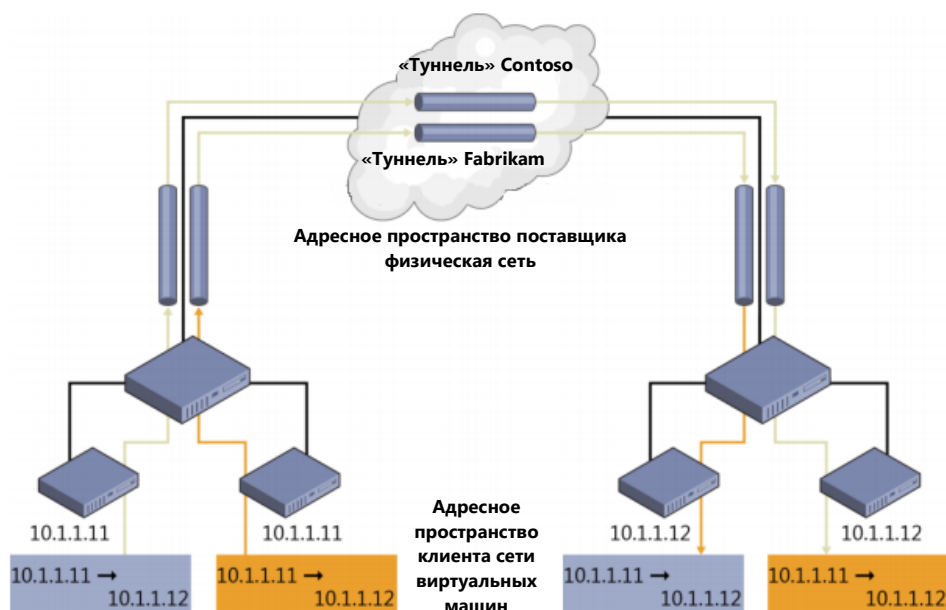 «Туннель» Contoso
«Туннель» Fabrikam
Адресное пространство поставщика
физическая сеть
10.1.1.11
10.1.1.11
Адресное
пространство
клиента сети
виртуальных
машин
10.1.1.12
10.1.1.12
10.1.1.11 →
10.1.1.12
10.1.1.11 →
10.1.1.12
10.1.1.11 →
10.1.1.12
10.1.1.11 →
10.1.1.12